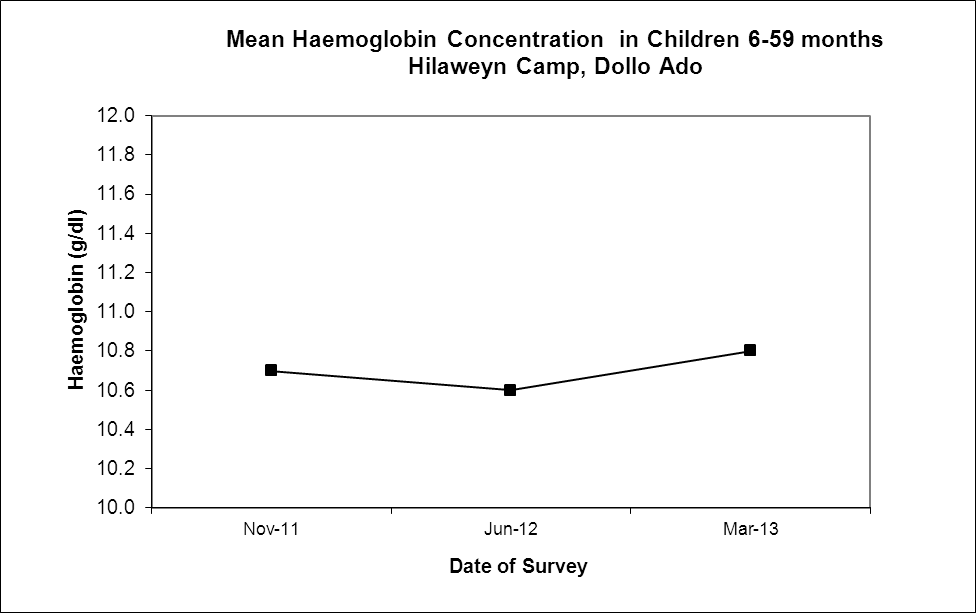 Mean Haemoglobin Concentration in Children 6-59 months
Hilaweyn Camp, Dollo Ado
Haemoglobin (g/dl)
12.0
11.8
11.6
11.4
11.2
11.0
10.8
10.6
10.4
10.2
10.0
Nov-11 Jun-12 Mar-13
Date of Survey